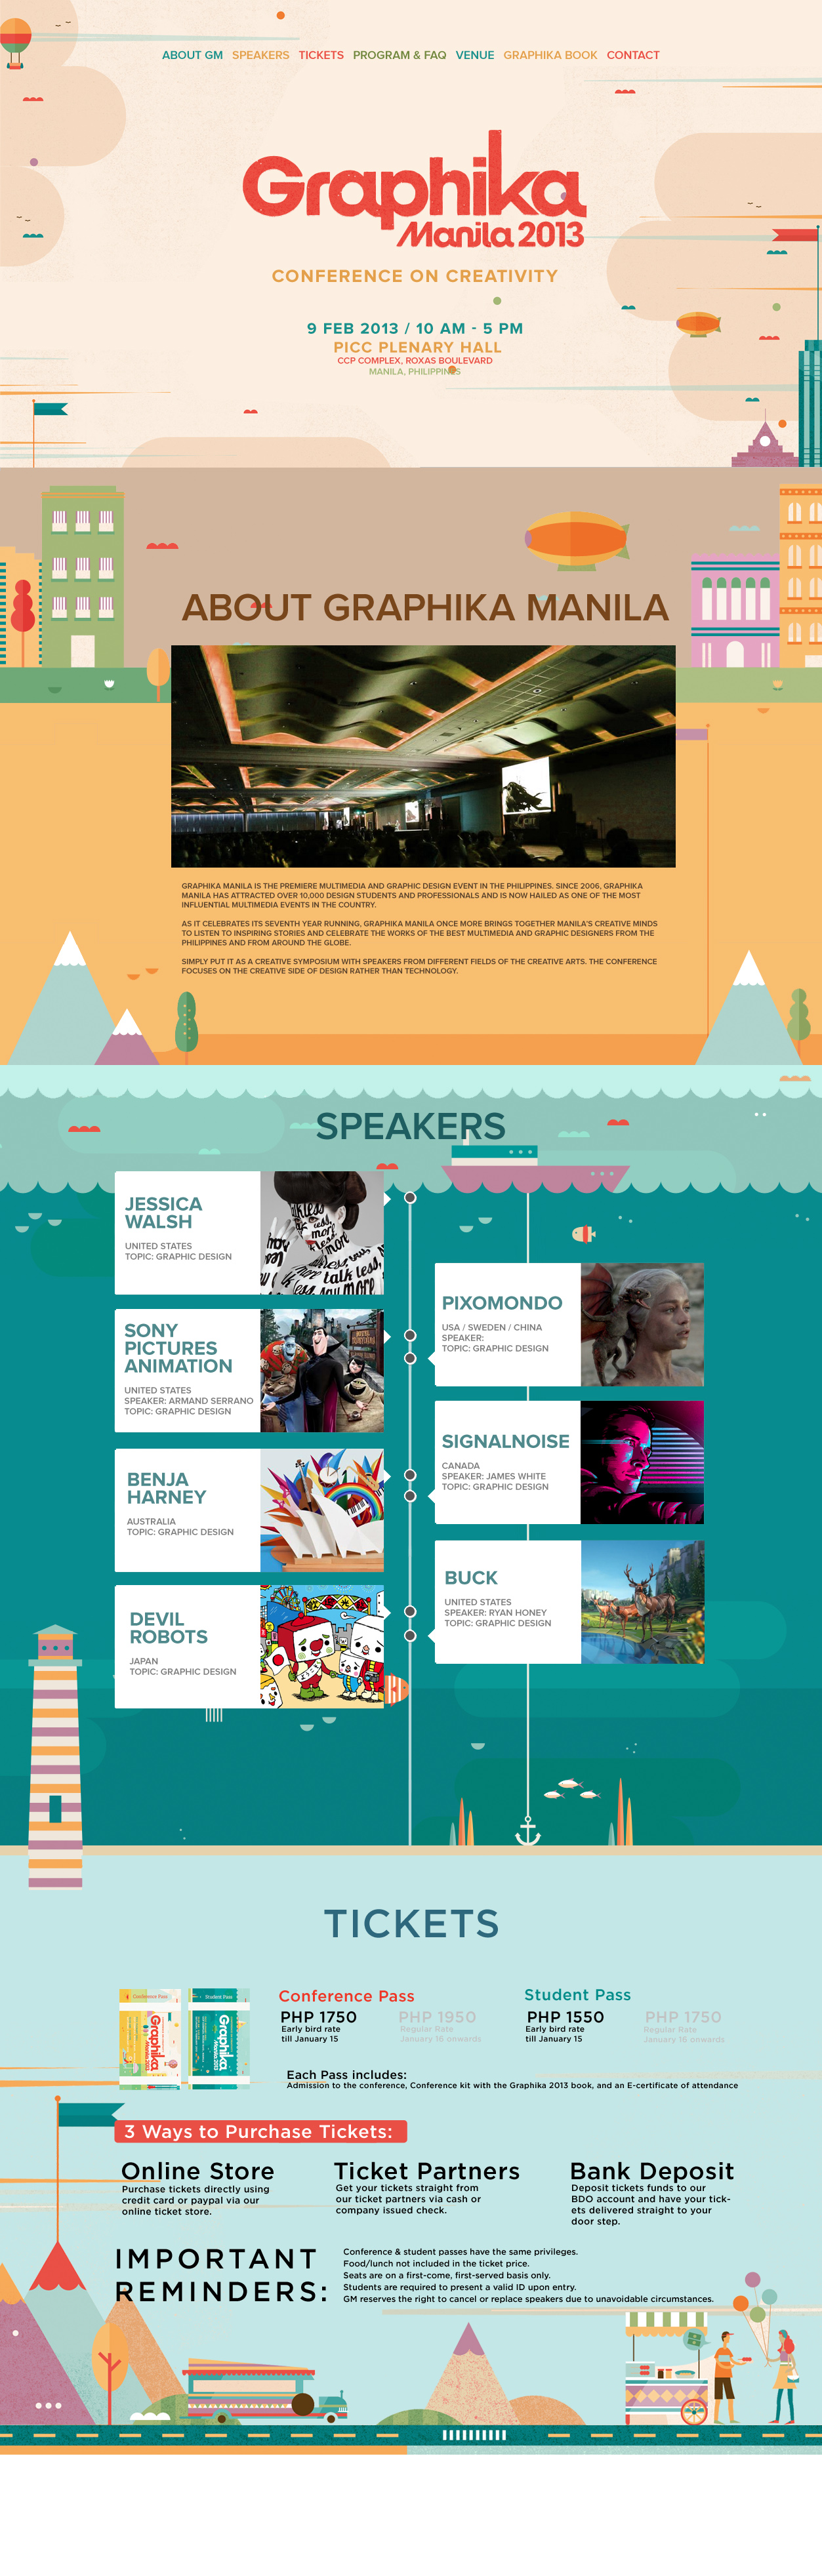 ABOUT GM SPEAKERS TICKETS PROGRAM & FAQ VENUE GRAPHIKA BOOK CONTACT
Graphika
Manila 2013
CONFERENCE ON CREATIVITY
9 FEB 2013 / 10 AM - 5 PM
PICC PLENARY HALL
CCP COMPLEX, ROXAS BOULEVARD
MANILA, PHILIPPINES
ABOUT GRAPHIKA MANILA
GRAPHIKA MANILA IS THE PREMIERE MULTIMEDIA AND GRAPHIC DESIGN EVENT IN THE PHILIPPINES. SINCE 2006, GRAPHIKA
MANILA HAS ATTRACTED OVER 10,000 DESIGN STUDENTS AND PROFESSIONALS AND IS NOW HAILED AS ONE OF THE MOST
INFLUENTIAL MULTIMEDIA EVENTS IN THE COUNTRY.
AS IT CELEBRATES ITS SEVENTH YEAR RUNNING, GRAPHIKA MANILA ONCE MORE BRINGS TOGETHER MANILA'S CREATIVE MINDS
TO LISTEN TO INSPIRING STORIES AND CELEBRATE THE WORKS OF THE BEST MULTIMEDIA AND GRAPHIC DESIGNERS FROM THE
PHILIPPINES AND FROM AROUND THE GLOBE.
SIMPLY PUT IT AS A CREATIVE SYMPOSIUM WITH SPEAKERS FROM DIFFERENT FIELDS OF THE CREATIVE ARTS. THE CONFERENCE
FOCUSES ON THE CREATIVE SIDE OF DESIGN RATHER THAN TECHNOLOGY.
SPEAKERS
JESSICA
WALSH
UNITED STATES
TOPIC: GRAPHIC DESIGN
PIXOMONDO
USA / SWEDEN / CHINA
SPEAKER:
TOPIC: GRAPHIC DESIGN
SONY
PICTURES
ANIMATION
UNITED STATES
SPEAKER: ARMAND SERRANO
TOPIC: GRAPHIC DESIGN
SIGNALNOISE
CANADA
SPEAKER: JAMES WHITE
TOPIC: GRAPHIC DESIGN
BENJA
HARNEY
AUSTRALIA
TOPIC: GRAPHIC DESIGN
BUCK
UNITED STATES
SPEAKER: RYAN HONEY
TOPIC: GRAPHIC DESIGN
DEVIL
ROBOTS
JAPAN
TOPIC: GRAPHIC DESIGN
TICKETS
Conference Pass
Student Pass
Graphika
Graphika
Conference Pass
PHP 1750
Early bird rate
till January 15
PHP 1950
Regular Rate
January 16 onwards
Student Pass
PHP 1550
Early bird rate
till January 15
PHP 1750
Regular Rate
January 16 onwards
Each Pass includes:
Admission to the conference, Conference kit with the Graphika 2013 book, and an E-certificate of attendance
3 Ways to Purchase Tickets:
Online Store
Purchase tickets directly using
credit card or paypal via our
online ticket store.
Ticket Partners
Get your tickets straight from
our ticket partners via cash or
company issued check.
Bank Deposit
Deposit tickets funds to our
BDO account and have your tick-
ets delivered straight to your
door step.
IMPORTANT
REMINDERS:
Conference & student passes have the same privileges.
Food/lunch not included in the ticket price.
Seats are on a first-come, first-served basis only.
Students are required to present a valid ID upon entry.
GM reserves the right to cancel or replace speakers due to unavoidable circumstances.